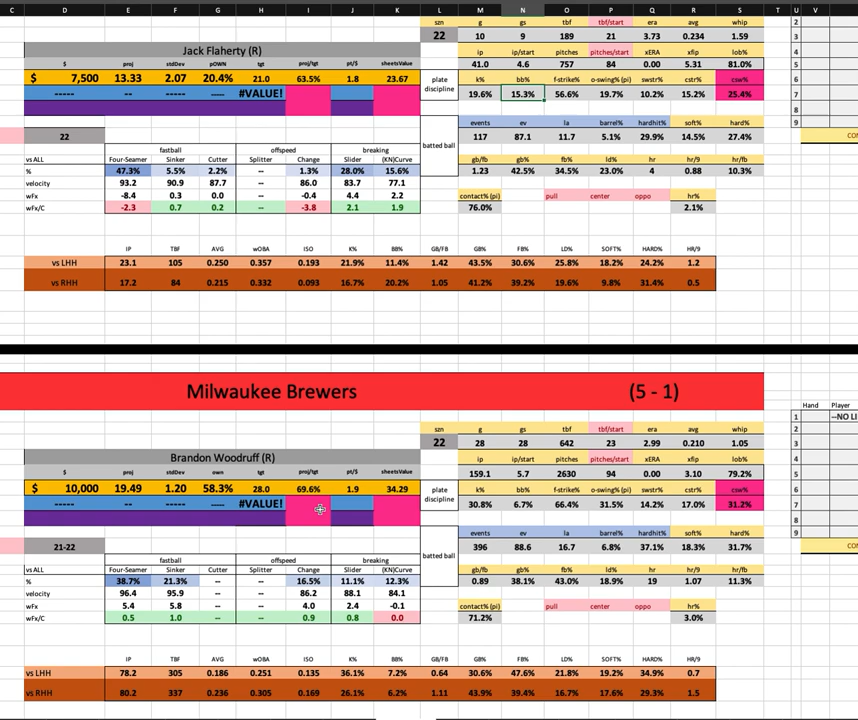 C D E F G H I J K L M N O P Q R S T U V
szn g gs tbf tbf/start era avg whip 2
22 10 9 189 21 3.73 0.234 1.59 3
Jack Flaherty (R) ip ip/start pitches pitches/start xERA xfip lob% 4
$ proj stdDev pOWN tgt proj/tgt pt/$ sheetsValue 41.0 4.6 757 84 0.00 5.31 81.0% 5
$ 7,500 13.33 2.07 20.4% 21.0 63.5% 1.8 23.67 plate discipline k% bb% f-strike% o-swing% (pi) swstr% cstr% csw% 6
----- -- ----- ---- #VALUE! 19.6% 15.3% 56.6% 19.7% 10.2% 15.2% 25.4% 7
8
events ev la barrel% hardhit% soft% hard% 9
22 batted ball 117 87.1 11.7 5.1% 29.9% 14.5% 27.4% CO
fastball offspeed breaking
vs ALL Four-Seamer Sinker Cutter Splitter Change Slider (KN)Curve gb/fb gb% fb% ld% hr hr/9 hr/fb
% 47.3% 5.5% 2.2% -- 1.3% 28.0% 15.6% 1.23 42.5% 34.5% 23.0% 4 0.88 10.3%
velocity 93.2 90.9 87.7 -- 86.0 83.7 77.1
wFx -8.4 0.3 0.0 -- -0.4 4.4 2.2 contact% (pi) pull center oppo hr%
wFx/C -2.3 0.7 0.2 -- -3.8 2.1 1.9 76.0% 2.1%
IP TBF AVG wOBA ISO K% BB% GB/FB GB% FB% LD% SOFT% HARD% HR/9
vs LHH 23.1 105 0.250 0.357 0.193 21.9% 11.4% 1.42 43.5% 30.6% 25.8% 18.2% 24.2% 1.2
vs RHH 17.2 84 0.215 0.332 0.093 16.7% 20.2% 1.05 41.2% 39.2% 19.6% 9.8% 31.4% 0.5
Milwaukee Brewers (5 - 1)
Hand Player
1 --NO LI
szn g gs tbf tbf/start era avg whip 2
22 28 28 642 23 2.99 0.210 1.05 3
Brandon Woodruff (R) ip ip/start pitches pitches/start xERA xfip lob% 4
$ proj stdDev own tgt proj/tgt pt/$ sheetsValue 159.1 5.7 2630 94 0.00 3.10 79.2% 5
$ 10,000 19.49 1.20 58.3% 28.0 69.6% 1.9 34.29 plate discipline k% bb% f-strike% o-swing% (pi) swstr% cstr% csw% 6
----- -- ----- ---- #VALUE! 30.8% 6.7% 66.4% 31.5% 14.2% 17.0% 31.2% 7
8
events ev la barrel% hardhit% soft% hard% 9
21-22 batted ball 396 88.6 16.7 6.8% 37.1% 18.3% 31.7% CO
fastball offspeed breaking
vs ALL Four-Seamer Sinker Cutter Splitter Change Slider (KN)Curve gb/fb gb% fb% ld% hr hr/9 hr/fb
% 38.7% 21.3% -- -- 16.5% 11.1% 12.3% 0.89 38.1% 43.0% 18.9% 19 1.07 11.3%
velocity 96.4 95.9 -- -- 86.2 88.1 84.1
wFx 5.4 5.8 -- -- 4.0 2.4 -0.1 contact% (pi) pull center oppo hr%
wFx/C 0.5 1.0 -- -- 0.9 0.8 0.0 71.2% 3.0%
IP TBF AVG wOBA ISO K% BB% GB/FB GB% FB% LD% SOFT% HARD% HR/9
vs LHH 78.2 305 0.186 0.251 0.135 36.1% 7.2% 0.64 30.6% 47.6% 21.8% 19.2% 34.9% 0.7
vs RHH 80.2 337 0.236 0.305 0.169 26.1% 6.2% 1.11 43.9% 39.4% 16.7% 17.6% 29.3% 1.5